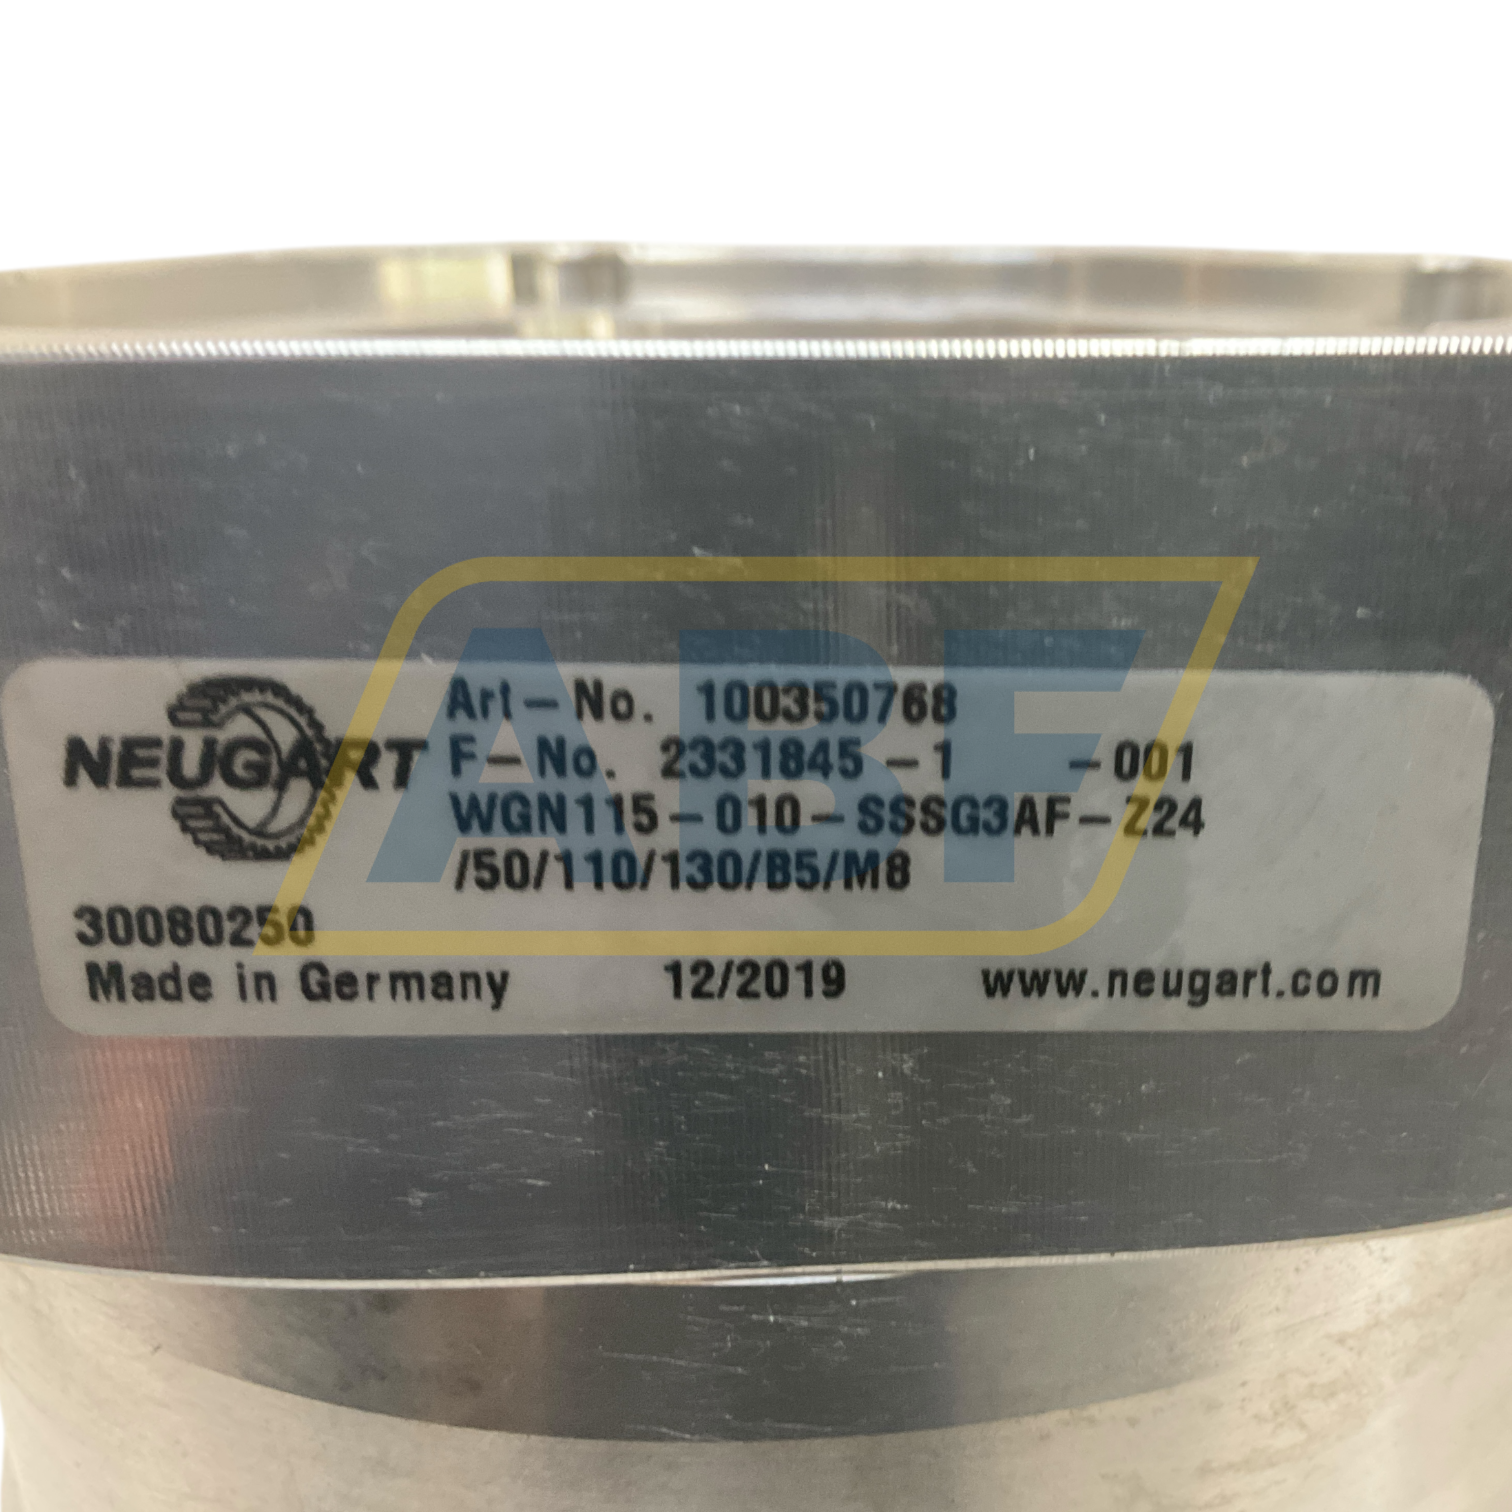 NEUGART
Art-No. 100350768
F-No. 2331845-1 -001
WGN115-010-SSSG3AF-Z24
/50/110/130/B5/M8
30080250
Made in Germany 12/2019 www.neugart.com
ABF